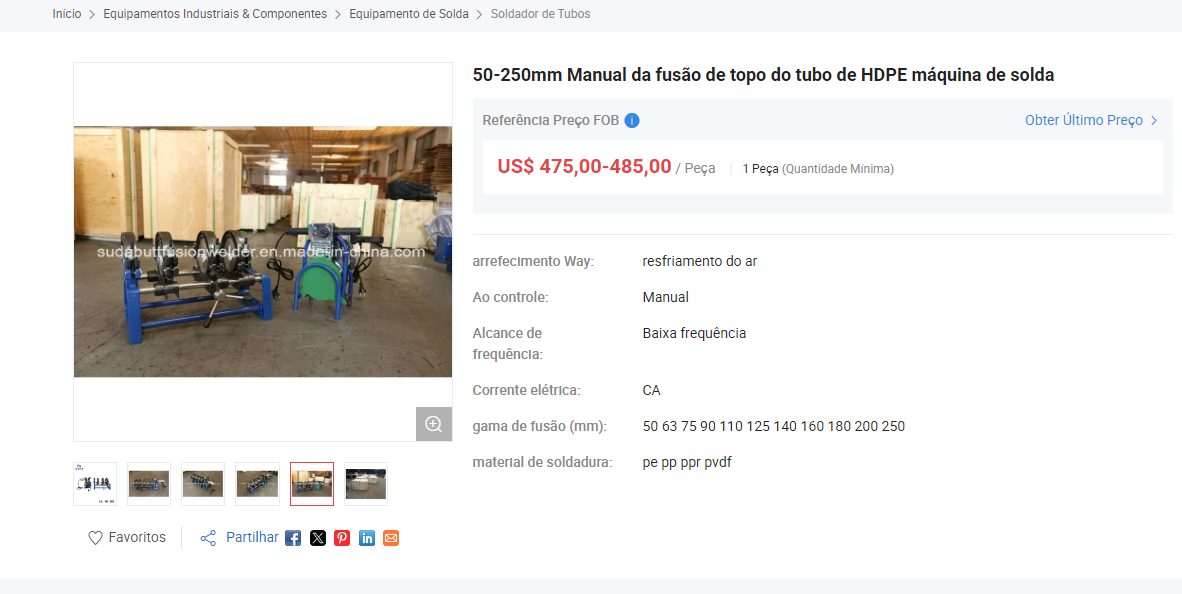 Início > Equipamentos Industriais & Componentes > Equipamento de Solda > Soldador de Tubos
50-250mm Manual da fusão de topo do tubo de HDPE máquina de solda
Referência Preço FOB
Obter Último Preço >
US$ 475,00-485,00 / Peça | 1 Peça (Quantidade Mínima)
sudabuttfusionwelder.en.made-in-china.com
arrefecimento Way: resfriamento do ar
Ao controle: Manual
Alcance de
frequência: Baixa frequência
Corrente elétrica: CA
gama de fusão (mm): 50 63 75 90 110 125 140 160 180 200 250
material de soldadura: pe pp ppr pvdf
Favoritos
Partilhar